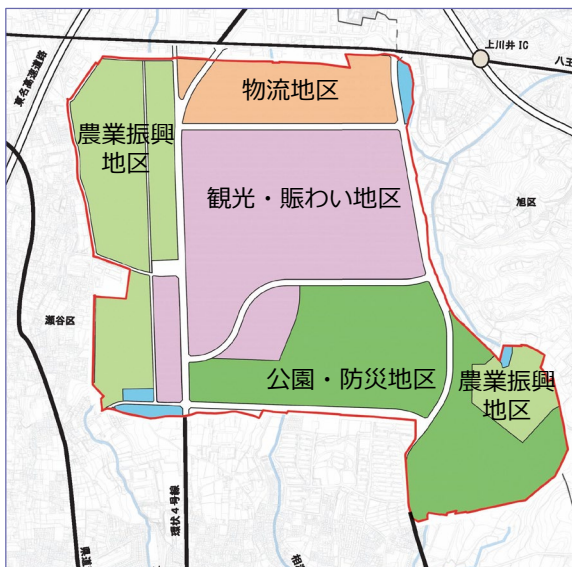 上川井 IC
八王
東名高速道路
物流地区
農業振興
地区
観光・賑わい地区
旭区
瀬谷区
公園・防災地区
農業振興
地区
環状4号線